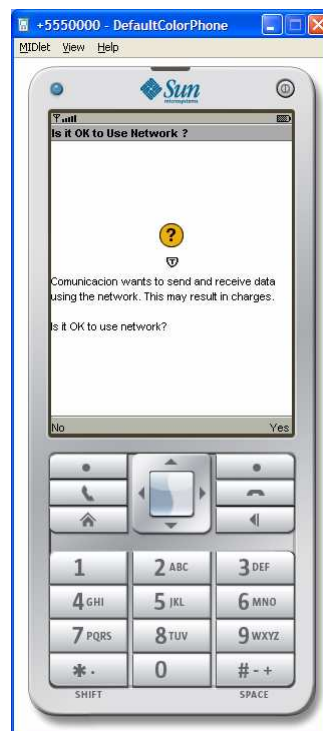 +5550000 - DefaultColorPhone
MIDlet View Help
Sun
microsystems
Is it OK to Use Network ?
?
Comunicacion wants to send and receive data
using the network. This may result in charges.
Is it OK to use network?
No Yes
1 2 ABC 3 DEF
4 GHI 5 JKL 6 MNO
7 PQRS 8 TUV 9 WXYZ
* . 0 # - +
SHIFT SPACE